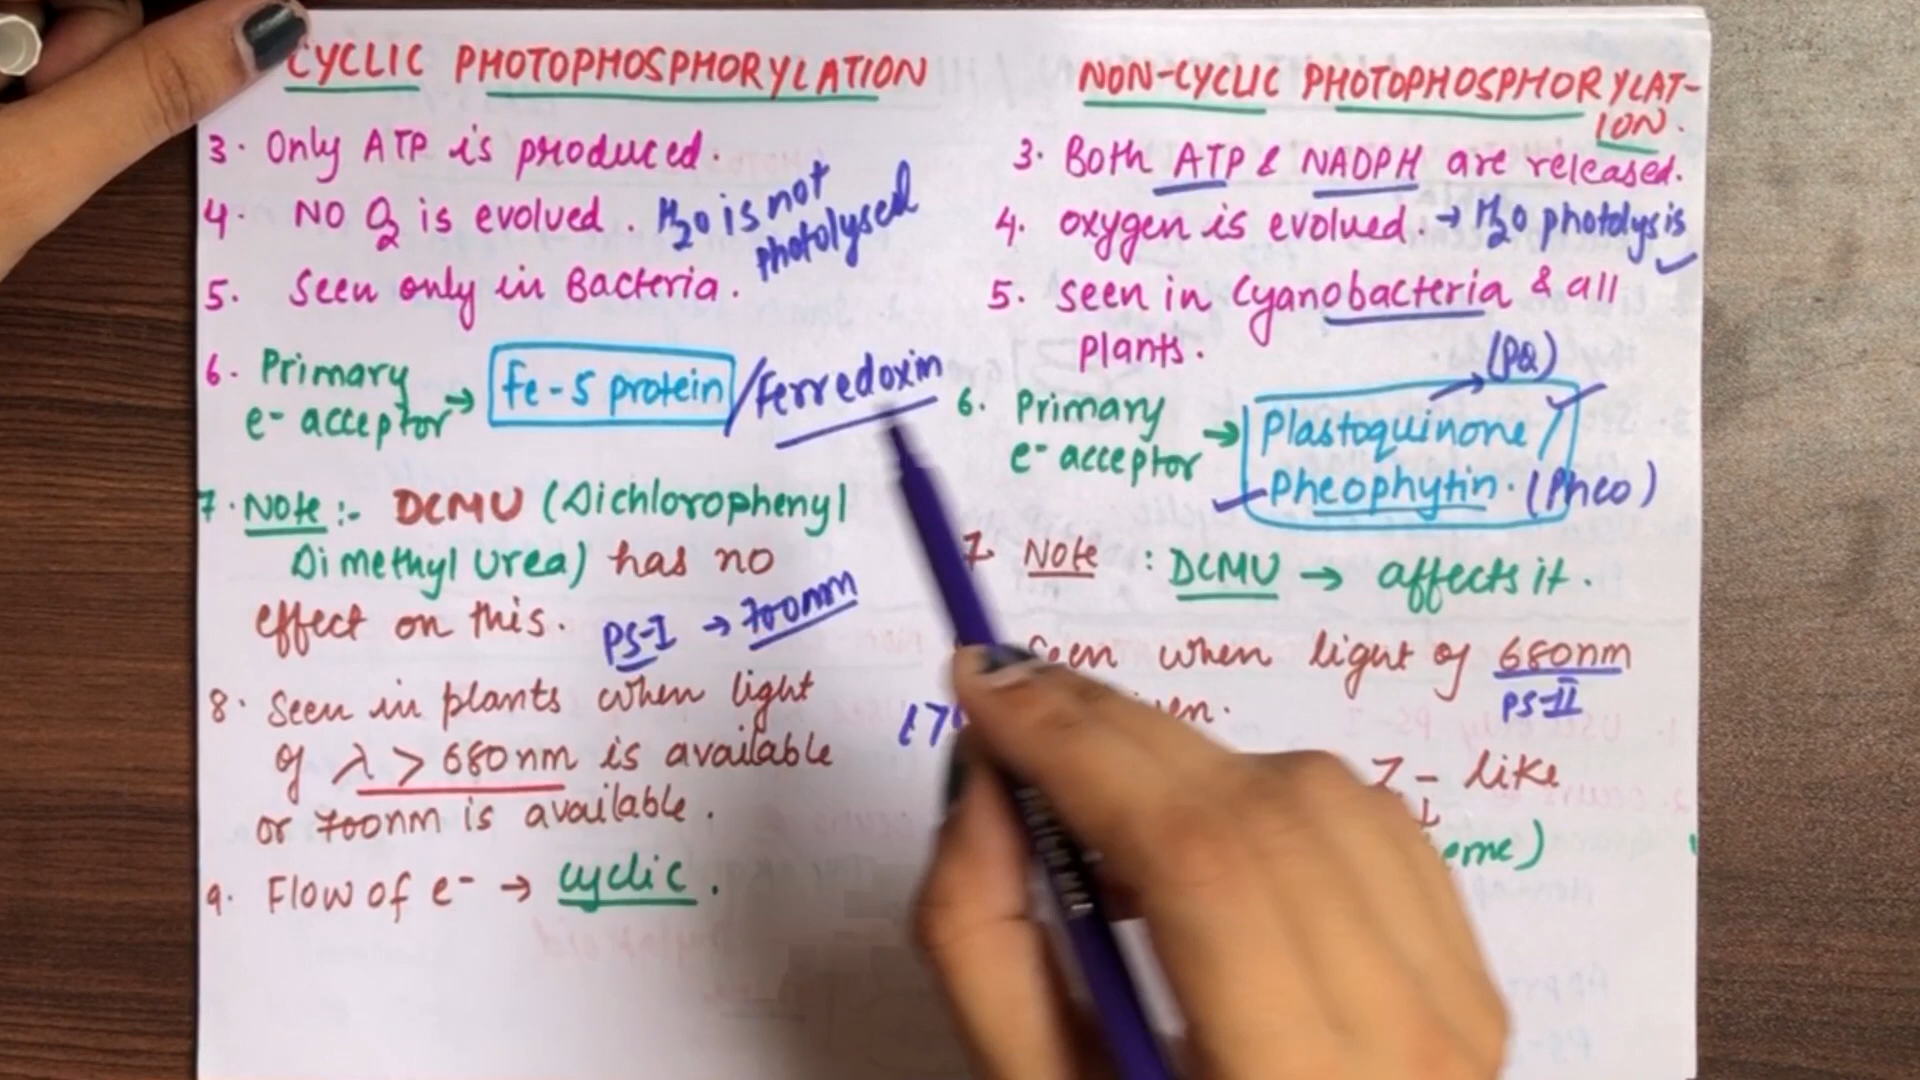 CYCLIC PHOTOPHOSPHORYLATION
3. Only ATP is produced.
4. NO O2 is evolved. H2O is not
photolysed
5. Seen only in Bacteria.
6. Primary
e- acceptor → Fe-S protein / Ferredoxin
7. Note :- DCMU (Dichlorophenyl
Dimethyl Urea) has no
effect on this.
PS-I → 700nm
8. Seen in plants when light
of λ > 680nm is available
or 700nm is available.
9. Flow of e- → cyclic.
NON-CYCLIC PHOTOPHOSPHORYLAT-
ION.
3. Both ATP & NADPH are released.
4. oxygen is evolved. → H2O photolysis
5. seen in Cyanobacteria & all
plants.
(PQ)
6. Primary
e- acceptor → Plastoquinone /
Pheophytin. (Pheo)
7 Note : DCMU → affects it.
seen when light of 680nm
PS-II
Z - like